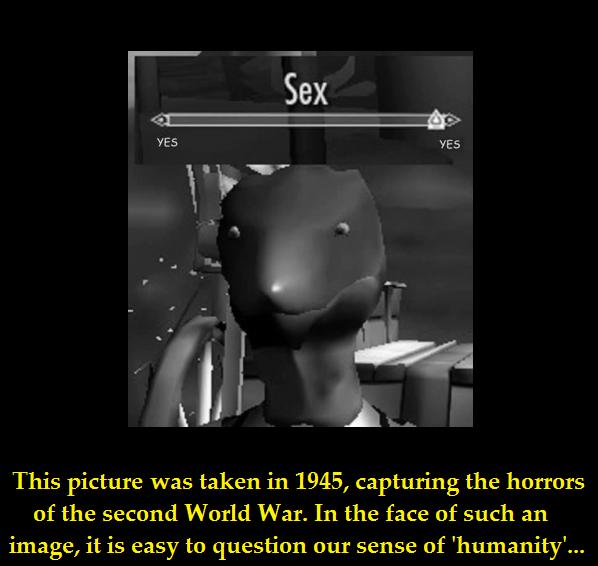 Sex
YES YES
This picture was taken in 1945, capturing the horrors
of the second World War. In the face of such an
image, it is easy to question our sense of 'humanity'...